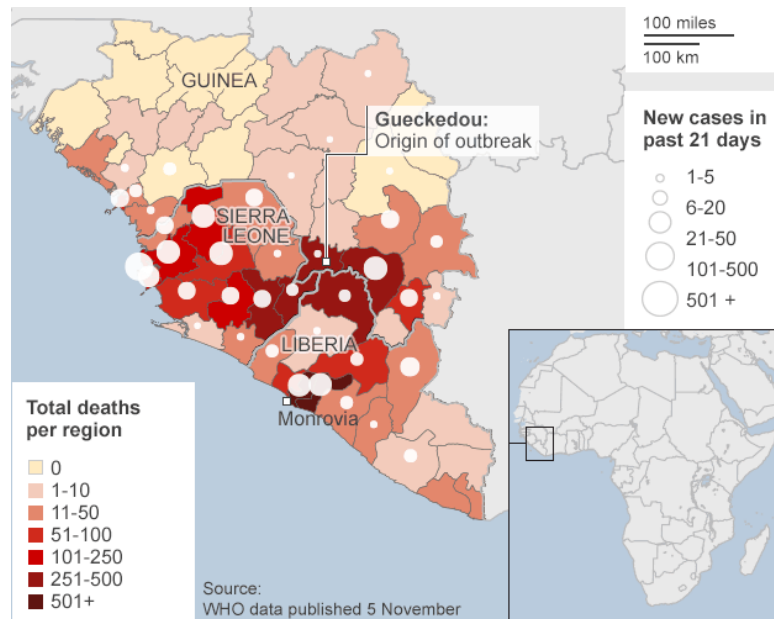 100 miles
100 km
GUINEA
Gueckedou:
Origin of outbreak
New cases in
past 21 days
1-5
6-20
21-50
101-500
501 +
SIERRA
LEONE
LIBERIA
Monrovia
Total deaths
per region
0
1-10
11-50
51-100
101-250
251-500
501+
Source:
WHO data published 5 November